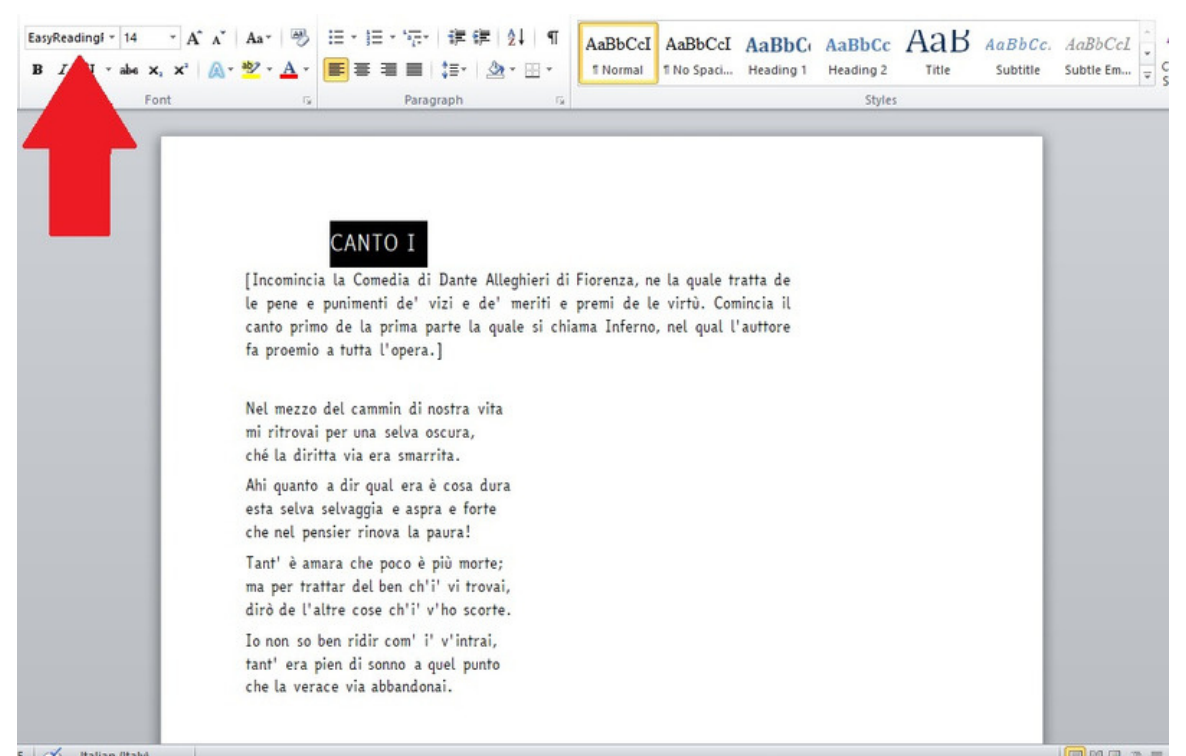 EasyReadingF 14 Aa
B I U abc x₂ x² A ab A
Font Paragraph Styles
AaBbCcI AaBbCcI AaBbC AaBbCc AaB AaBbCc. AaBbCcI
¶ Normal ¶ No Spaci... Heading 1 Heading 2 Title Subtitle Subtle Em...
CANTO I
[Incomincia la Comedia di Dante Alleghieri di Fiorenza, ne la quale tratta de
le pene e punimenti de' vizi e de' meriti e premi de le virtù. Comincia il
canto primo de la prima parte la quale si chiama Inferno, nel qual l'auttore
fa proemio a tutta l'opera.]
Nel mezzo del cammin di nostra vita
mi ritrovai per una selva oscura,
ché la diritta via era smarrita.
Ahi quanto a dir qual era è cosa dura
esta selva selvaggia e aspra e forte
che nel pensier rinova la paura!
Tant' è amara che poco è più morte;
ma per trattar del ben ch'i' vi trovai,
dirò de l'altre cose ch'i' v'ho scorte.
Io non so ben ridir com' i' v'intrai,
tant' era pien di sonno a quel punto
che la verace via abbandonai.
Italian (Italy)